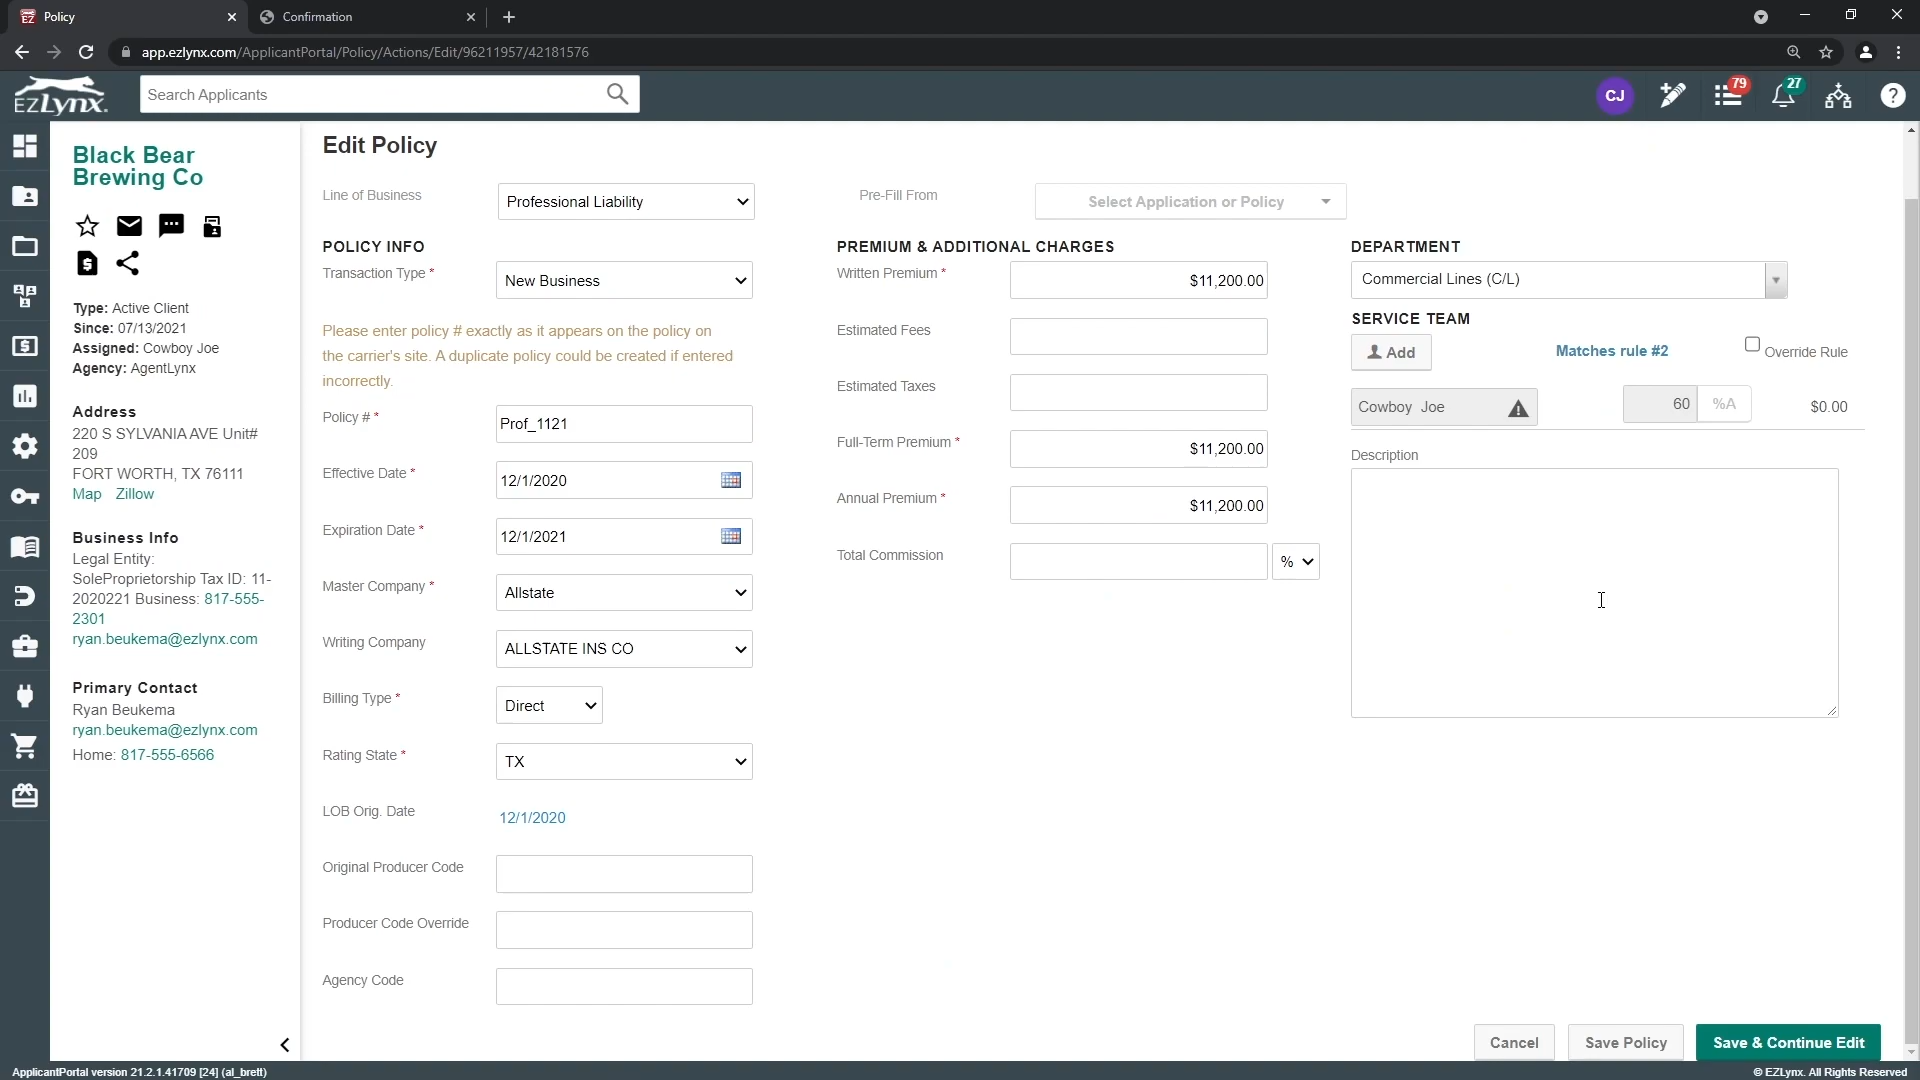 Policy
Confirmation
app.ezlynx.com/ApplicantPortal/Policy/Actions/Edit/96211957/42181576
EZLynx
Search Applicants
CJ
79
27
Black Bear
Brewing Co
Type: Active Client
Since: 07/13/2021
Assigned: Cowboy Joe
Agency: AgentLynx
Address
220 S SYLVANIA AVE Unit#
209
FORT WORTH, TX 76111
Map Zillow
Business Info
Legal Entity:
SoleProprietorship Tax ID: 11-
2020221 Business: 817-555-
2301
ryan.beukema@ezlynx.com
Primary Contact
Ryan Beukema
ryan.beukema@ezlynx.com
Home: 817-555-6566
Edit Policy
Line of Business
Professional Liability
Pre-Fill From
Select Application or Policy
POLICY INFO
Transaction Type *
New Business
Please enter policy # exactly as it appears on the policy on
the carrier's site. A duplicate policy could be created if entered
incorrectly.
Policy # *
Prof_1121
Effective Date *
12/1/2020
Expiration Date *
12/1/2021
Master Company *
Allstate
Writing Company
ALLSTATE INS CO
Billing Type *
Direct
Rating State *
TX
LOB Orig. Date
12/1/2020
Original Producer Code
Producer Code Override
Agency Code
PREMIUM & ADDITIONAL CHARGES
Written Premium *
$11,200.00
Estimated Fees
Estimated Taxes
Full-Term Premium *
$11,200.00
Annual Premium *
$11,200.00
Total Commission
%
DEPARTMENT
Commercial Lines (C/L)
SERVICE TEAM
Add
Matches rule #2
Override Rule
Cowboy Joe
60
%A
$0.00
Description
Cancel
Save Policy
Save & Continue Edit
ApplicantPortal version 21.2.1.41709 [24] (al_brett)
© EZLynx. All Rights Reserved